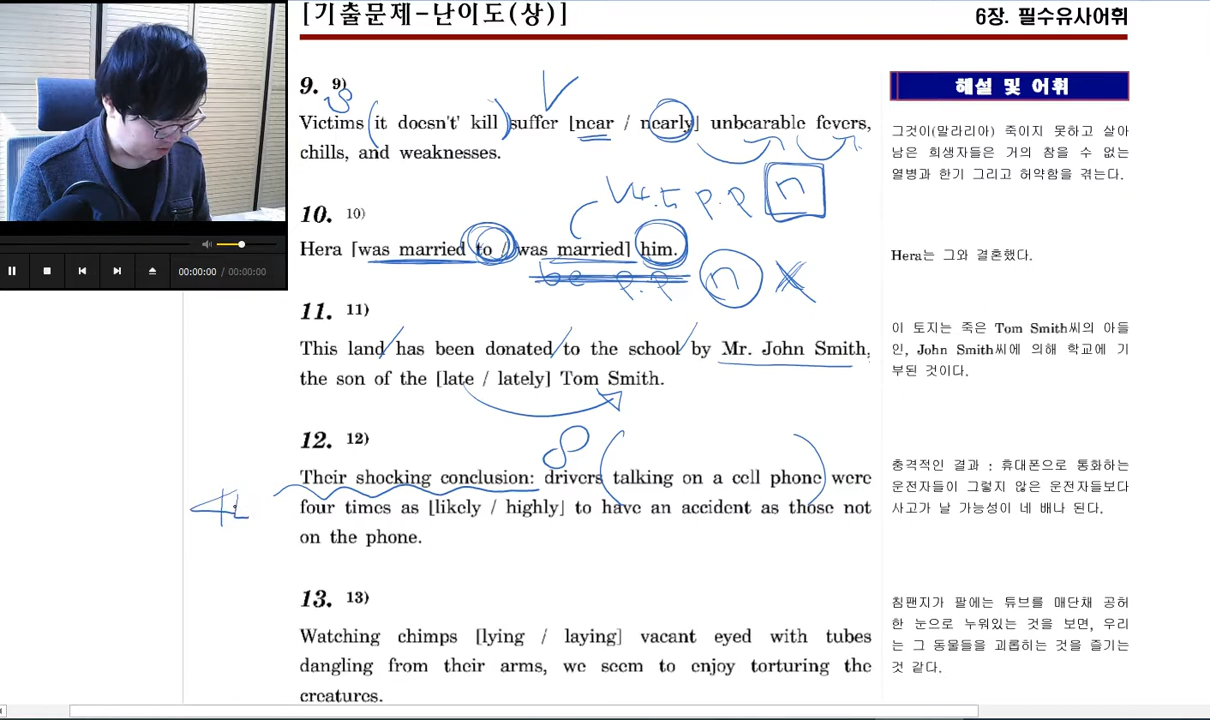 [기출문제-난이도(상)]
6장. 필수유사어휘
해설 및 어휘
9. 9)
Victims it doesn't' kill suffer [near / nearly] unbearable fevers,
chills, and weaknesses.
그것이(말라리아) 죽이지 못하고 살아
남은 희생자들은 거의 참을 수 없는
열병과 한기 그리고 허약함을 겪는다.
V4.5 p.p n
10. 10)
Hera [was married to / was married] him.
be p.p n X
Hera는 그와 결혼했다.
11. 11)
This land has been donated to the school by Mr. John Smith,
the son of the [late / lately] Tom Smith.
이 토지는 죽은 Tom Smith씨의 아들
인, John Smith씨에 의해 학교에 기
부된 것이다.
12. 12)
Their shocking conclusion: drivers talking on a cell phone were
four times as [likely / highly] to have an accident as those not
on the phone.
충격적인 결과 : 휴대폰으로 통화하는
운전자들이 그렇지 않은 운전자들보다
사고가 날 가능성이 네 배나 된다.
13. 13)
Watching chimps [lying / laying] vacant eyed with tubes
dangling from their arms, we seem to enjoy torturing the
creatures.
침팬지가 팔에는 튜브를 매단채 공허
한 눈으로 누워있는 것을 보면, 우리
는 그 동물들을 괴롭히는 것을 즐기는
것 같다.
00:00:00 / 00:00:00